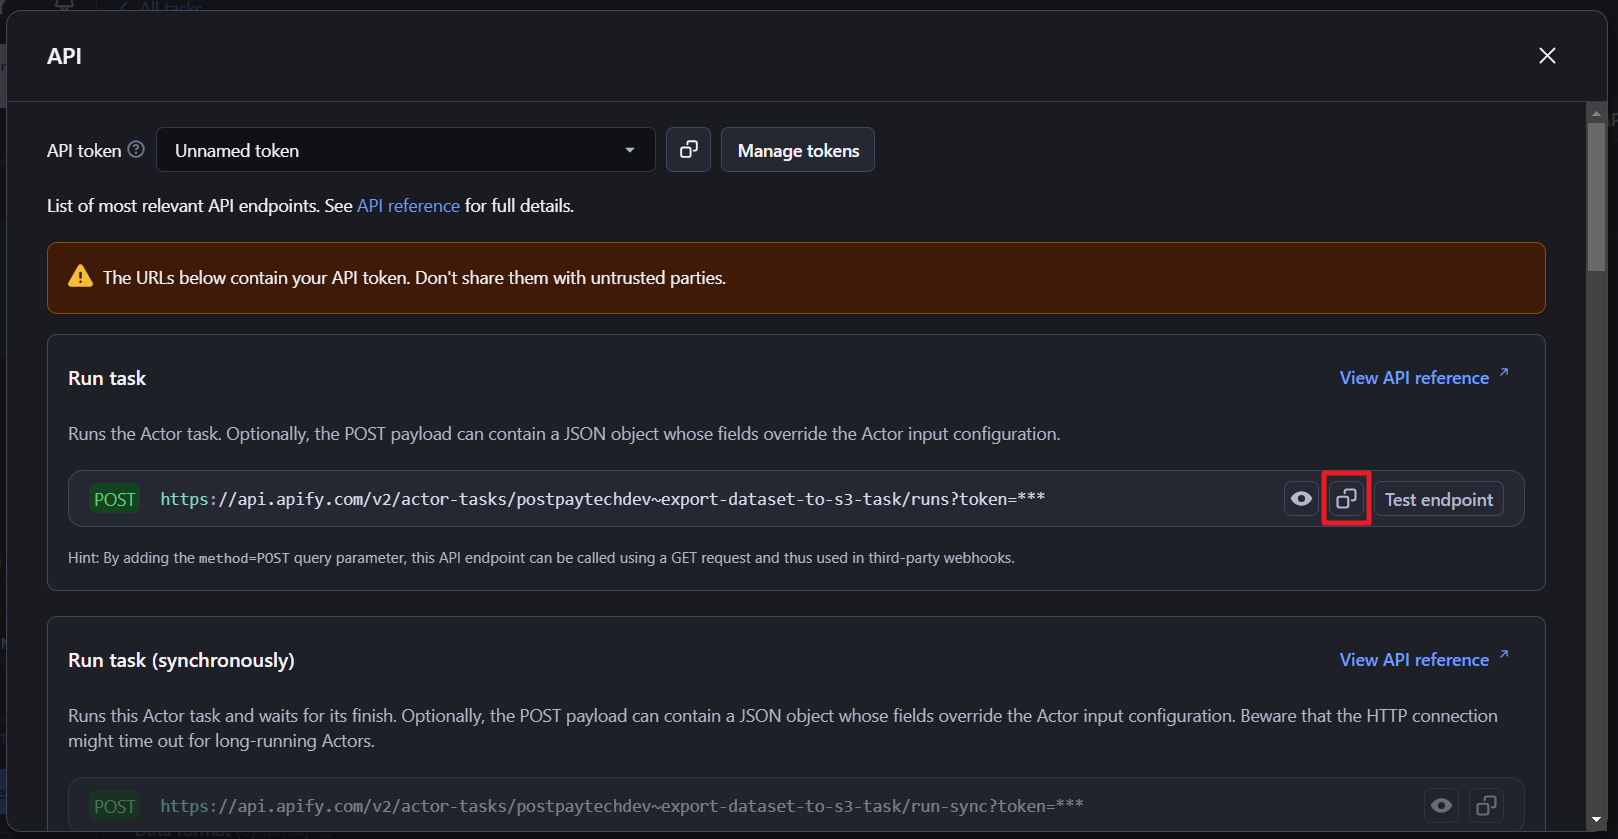 All tasks
API
API token
Unnamed token
Manage tokens
List of most relevant API endpoints. See API reference for full details.
The URLs below contain your API token. Don't share them with untrusted parties.
Run task
View API reference
Runs the Actor task. Optionally, the POST payload can contain a JSON object whose fields override the Actor input configuration.
POST https://api.apify.com/v2/actor-tasks/postpaytechdev~export-dataset-to-s3-task/runs?token=***
Test endpoint
Hint: By adding the method=POST query parameter, this API endpoint can be called using a GET request and thus used in third-party webhooks.
Run task (synchronously)
View API reference
Runs this Actor task and waits for its finish. Optionally, the POST payload can contain a JSON object whose fields override the Actor input configuration. Beware that the HTTP connection
might time out for long-running Actors.
POST https://api.apify.com/v2/actor-tasks/postpaytechdev~export-dataset-to-s3-task/run-sync?token=***
Data format (optional)